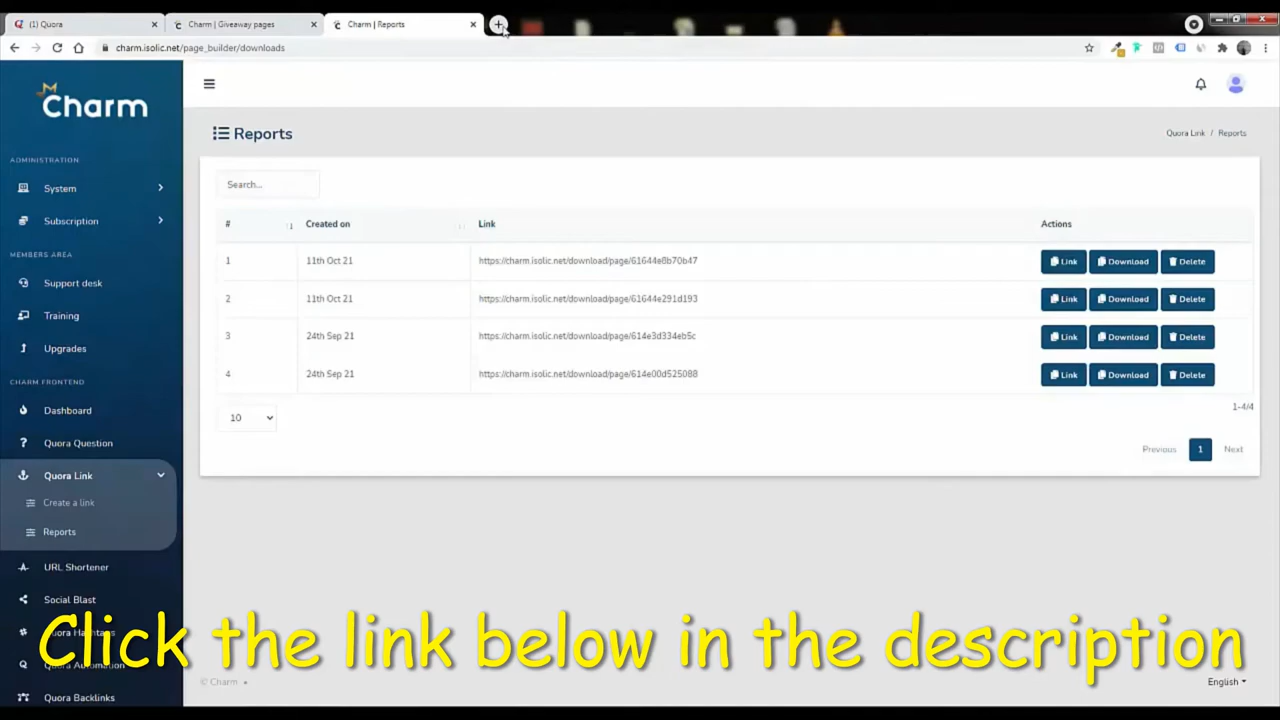 (1) Quora
Charm | Giveaway pages
Charm | Reports
charm.isolic.net/page_builder/downloads
Charm
ADMINISTRATION
System
Subscription
MEMBERS AREA
Support desk
Training
Upgrades
CHARM FRONTEND
Dashboard
? Quora Question
Quora Link
Create a link
Reports
URL Shortener
Social Blast
Quora Hashtags
Quora Automation
Quora Backlinks
Reports
Quora Link / Reports
Search...
# Created on Link Actions
1 11th Oct 21 https://charm.isolic.net/download/page/61644e8b70b47 Link Download Delete
2 11th Oct 21 https://charm.isolic.net/download/page/61644e291d193 Link Download Delete
3 24th Sep 21 https://charm.isolic.net/download/page/614e3d334eb5c Link Download Delete
4 24th Sep 21 https://charm.isolic.net/download/page/614e00d525088 Link Download Delete
10
1-4/4
Previous 1 Next
Click the link below in the description
© Charm
English